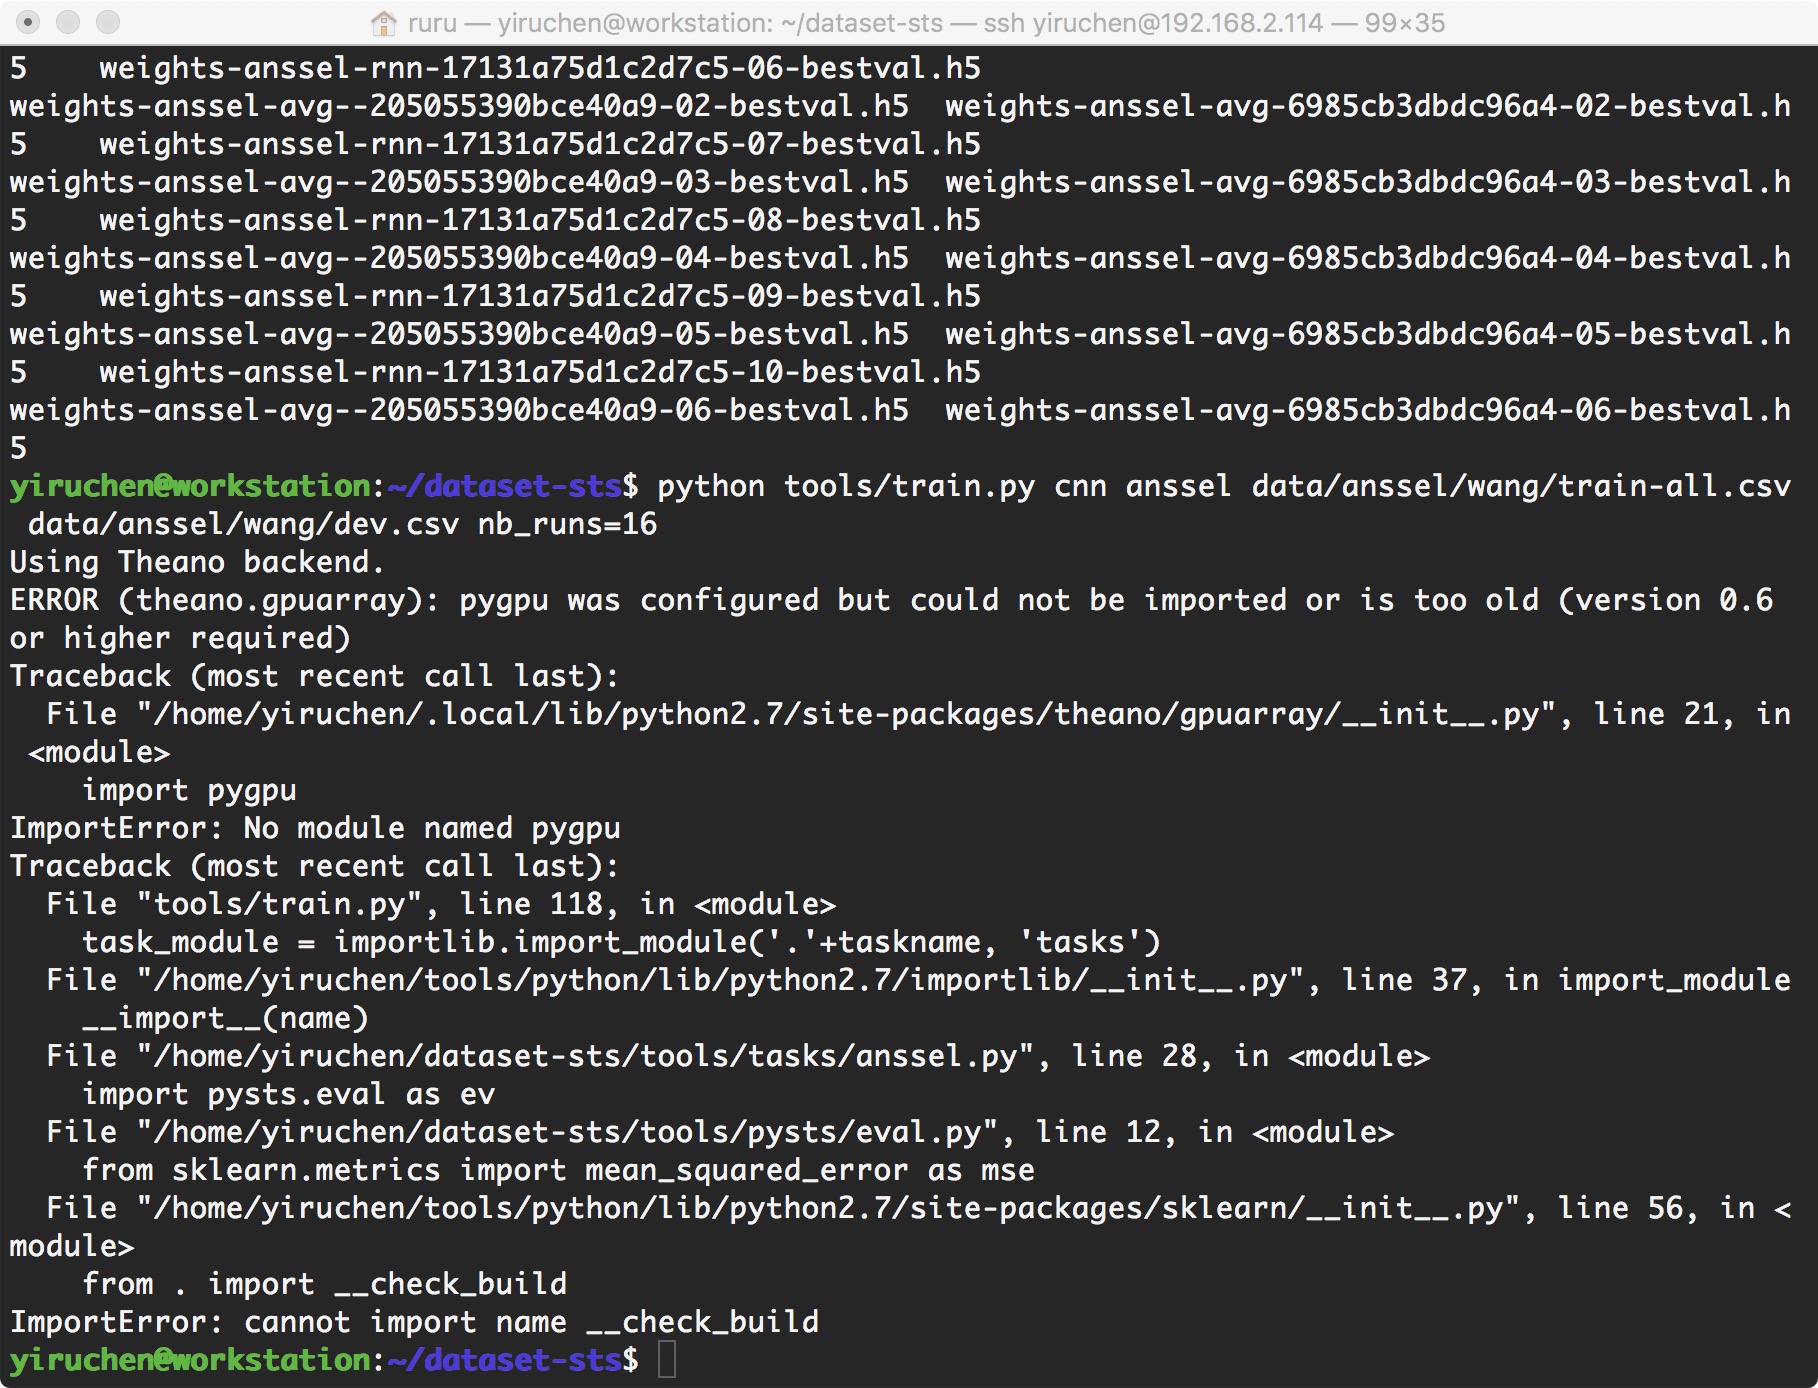 ruru — yiruchen@workstation: ~/dataset-sts — ssh yiruchen@192.168.2.114 — 99×35
5    weights-anssel-rnn-17131a75d1c2d7c5-06-bestval.h5
weights-anssel-avg--205055390bce40a9-02-bestval.h5  weights-anssel-avg-6985cb3dbdc96a4-02-bestval.h
5    weights-anssel-rnn-17131a75d1c2d7c5-07-bestval.h5
weights-anssel-avg--205055390bce40a9-03-bestval.h5  weights-anssel-avg-6985cb3dbdc96a4-03-bestval.h
5    weights-anssel-rnn-17131a75d1c2d7c5-08-bestval.h5
weights-anssel-avg--205055390bce40a9-04-bestval.h5  weights-anssel-avg-6985cb3dbdc96a4-04-bestval.h
5    weights-anssel-rnn-17131a75d1c2d7c5-09-bestval.h5
weights-anssel-avg--205055390bce40a9-05-bestval.h5  weights-anssel-avg-6985cb3dbdc96a4-05-bestval.h
5    weights-anssel-rnn-17131a75d1c2d7c5-10-bestval.h5
weights-anssel-avg--205055390bce40a9-06-bestval.h5  weights-anssel-avg-6985cb3dbdc96a4-06-bestval.h
5
yiruchen@workstation:~/dataset-sts$ python tools/train.py cnn anssel data/anssel/wang/train-all.csv
 data/anssel/wang/dev.csv nb_runs=16
Using Theano backend.
ERROR (theano.gpuarray): pygpu was configured but could not be imported or is too old (version 0.6
or higher required)
Traceback (most recent call last):
  File "/home/yiruchen/.local/lib/python2.7/site-packages/theano/gpuarray/__init__.py", line 21, in
 <module>
    import pygpu
ImportError: No module named pygpu
Traceback (most recent call last):
  File "tools/train.py", line 118, in <module>
    task_module = importlib.import_module('.'+taskname, 'tasks')
  File "/home/yiruchen/tools/python/lib/python2.7/importlib/__init__.py", line 37, in import_module
    __import__(name)
  File "/home/yiruchen/dataset-sts/tools/tasks/anssel.py", line 28, in <module>
    import pysts.eval as ev
  File "/home/yiruchen/dataset-sts/tools/pysts/eval.py", line 12, in <module>
    from sklearn.metrics import mean_squared_error as mse
  File "/home/yiruchen/tools/python/lib/python2.7/site-packages/sklearn/__init__.py", line 56, in <
module>
    from . import __check_build
ImportError: cannot import name __check_build
yiruchen@workstation:~/dataset-sts$